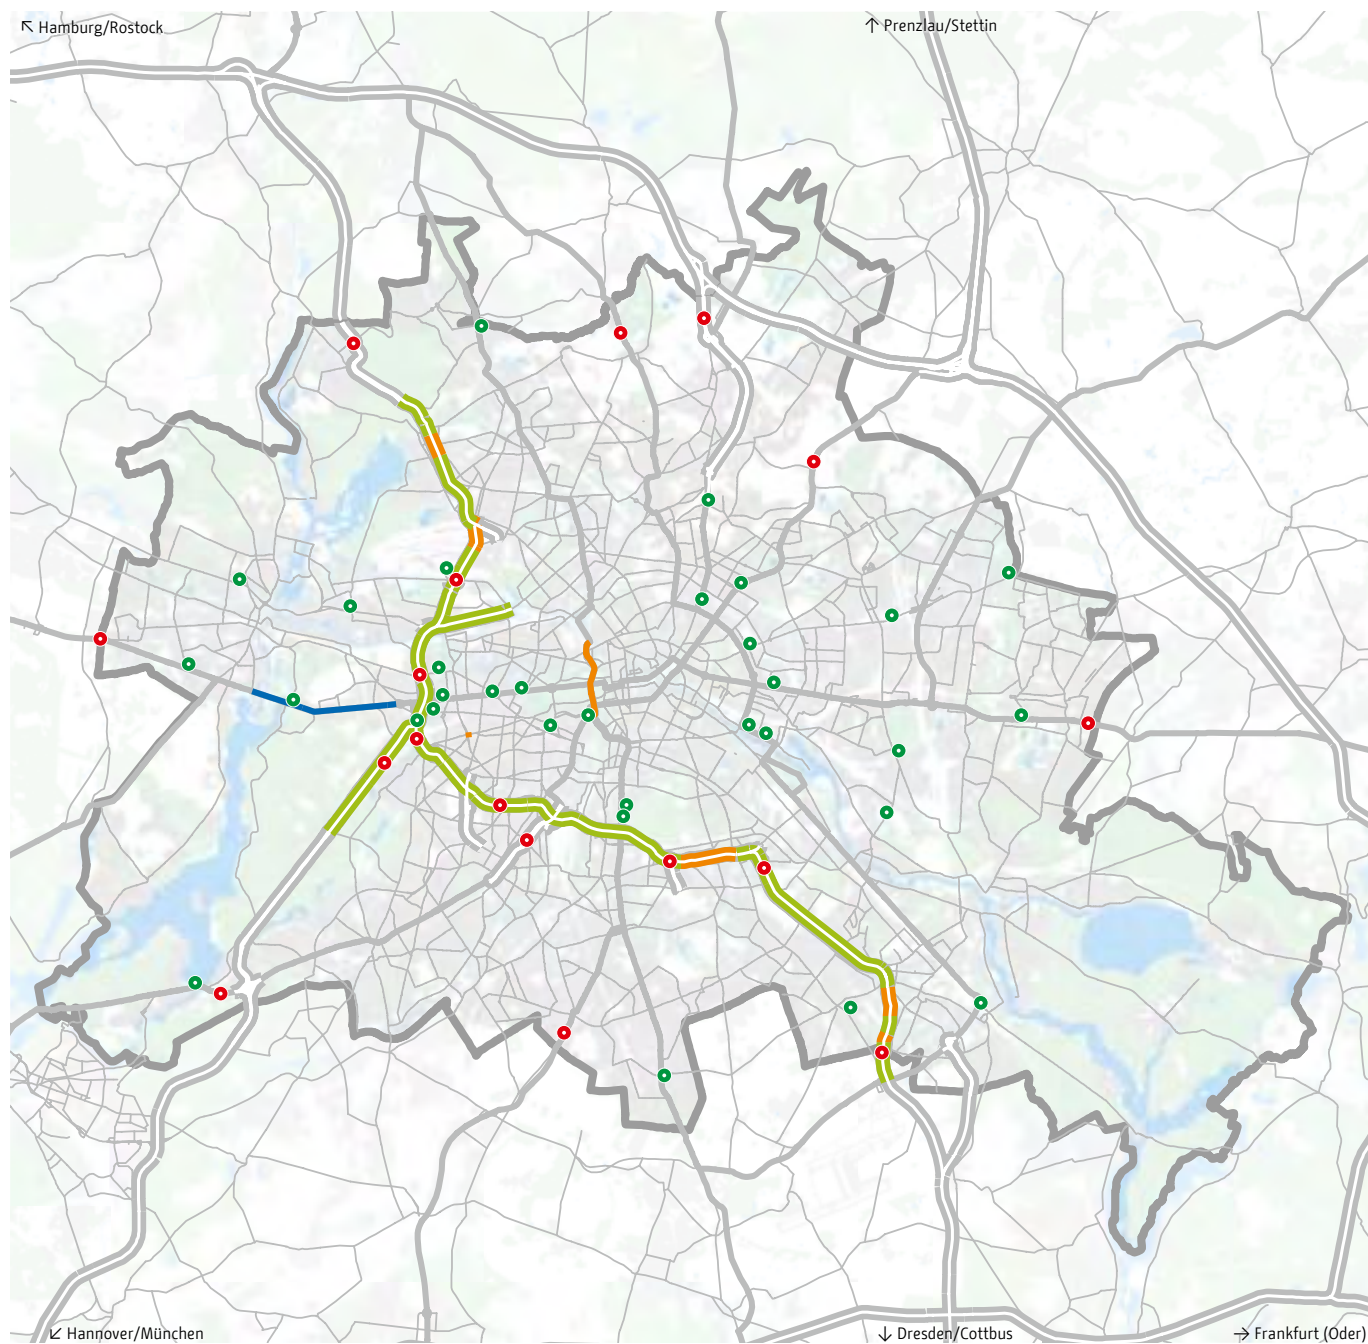 ↖ Hamburg/Rostock
↑ Prenzlau/Stettin
↙ Hannover/München
↓ Dresden/Cottbus
→ Frankfurt (Oder)